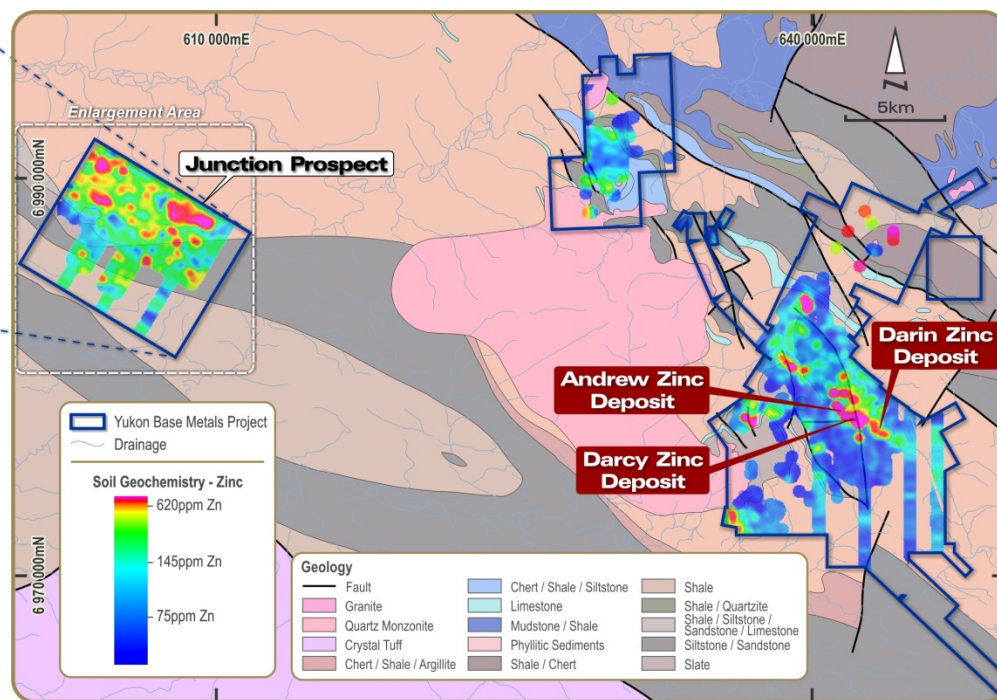 610 000mE
640 000mE
N
5km
Enlargement Area
Junction Prospect
6 990 000mN
Darin Zinc
Deposit
Andrew Zinc
Deposit
Darcy Zinc
Deposit
6 970 000mN
Yukon Base Metals Project
Drainage
Soil Geochemistry - Zinc
620ppm Zn
145ppm Zn
75ppm Zn
Geology
Fault
Granite
Quartz Monzonite
Crystal Tuff
Chert / Shale / Argillite
Chert / Shale / Siltstone
Limestone
Mudstone / Shale
Phyllitic Sediments
Shale / Chert
Shale
Shale / Quartzite
Shale / Siltstone /
Sandstone / Limestone
Siltstone / Sandstone
Slate